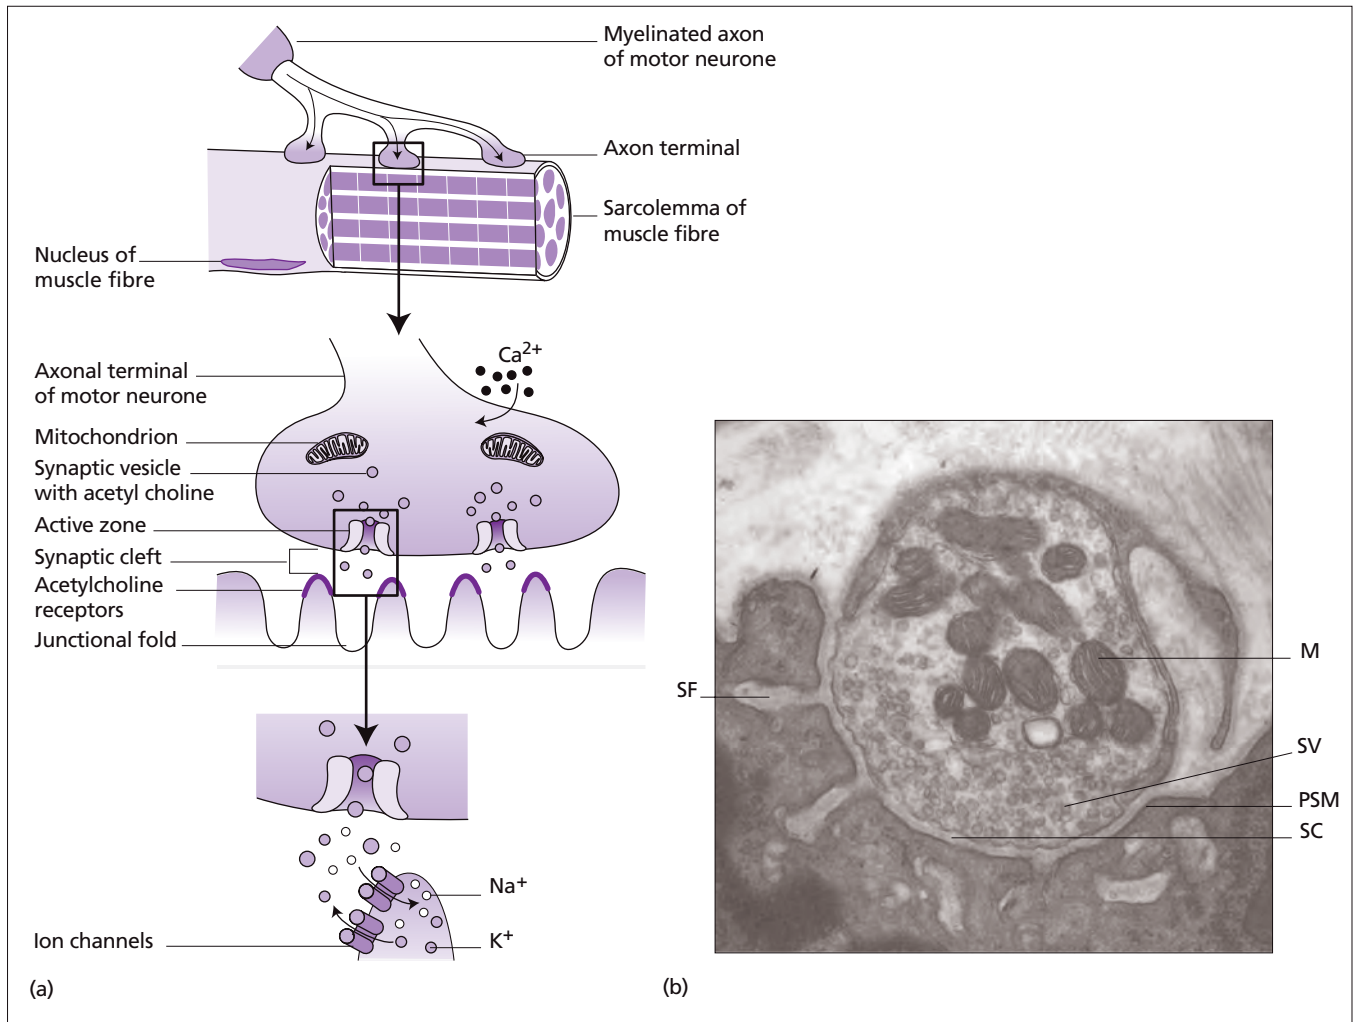 Myelinated axon
of motor neurone
Axon terminal
Sarcolemma of
muscle fibre
Nucleus of
muscle fibre
Ca2+
Axonal terminal
of motor neurone
Mitochondrion
Synaptic vesicle
with acetyl choline
Active zone
Synaptic cleft
Acetylcholine
receptors
Junctional fold
Na+
Ion channels
K+
(a)
M
SF
SV
PSM
SC
(b)